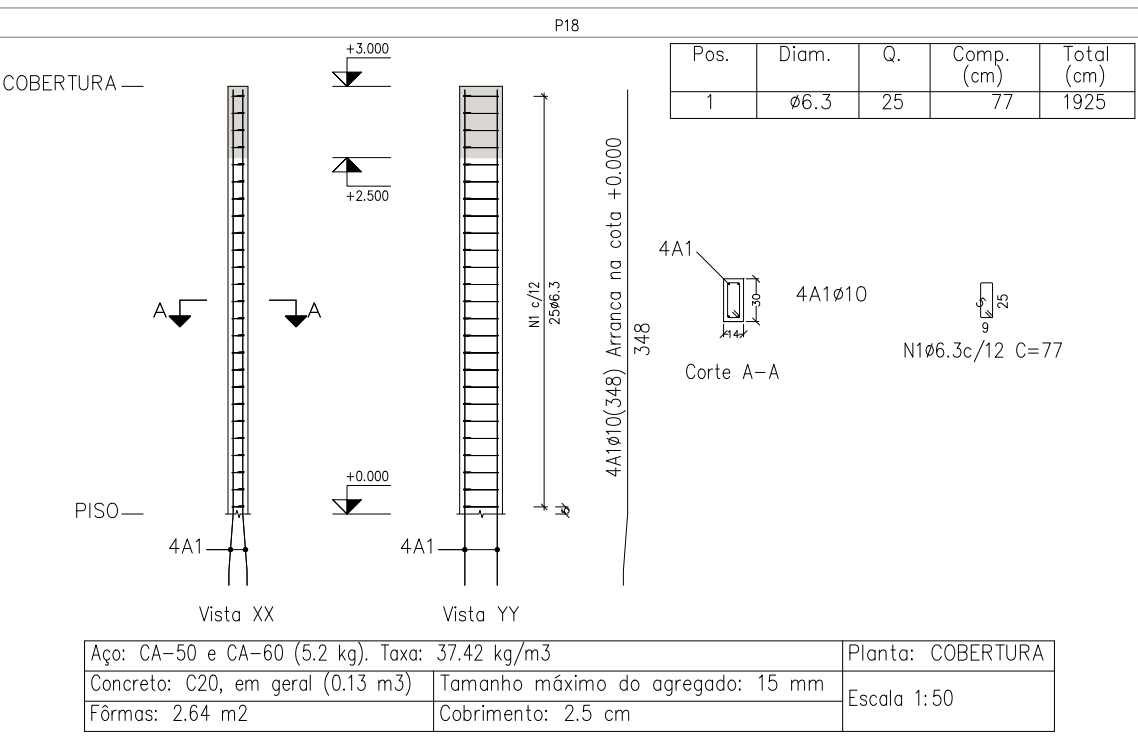 P18
COBERTURA
+3.000
+2.500
A
A
+0.000
PISO
4A1
4A1
Vista XX
Vista YY
N1 c/12
25ø6.3
5
4A1ø10(348) Arranca na cota +0.000
348
Pos. Diam. Q. Comp. (cm) Total (cm)
1 ø6.3 25 77 1925
4A1
30
14
4A1ø10
Corte A-A
5
25
9
N1ø6.3c/12 C=77
Aço: CA-50 e CA-60 (5.2 kg). Taxa: 37.42 kg/m3
Planta: COBERTURA
Concreto: C20, em geral (0.13 m3) Tamanho máximo do agregado: 15 mm
Escala 1:50
Fôrmas: 2.64 m2 Cobrimento: 2.5 cm